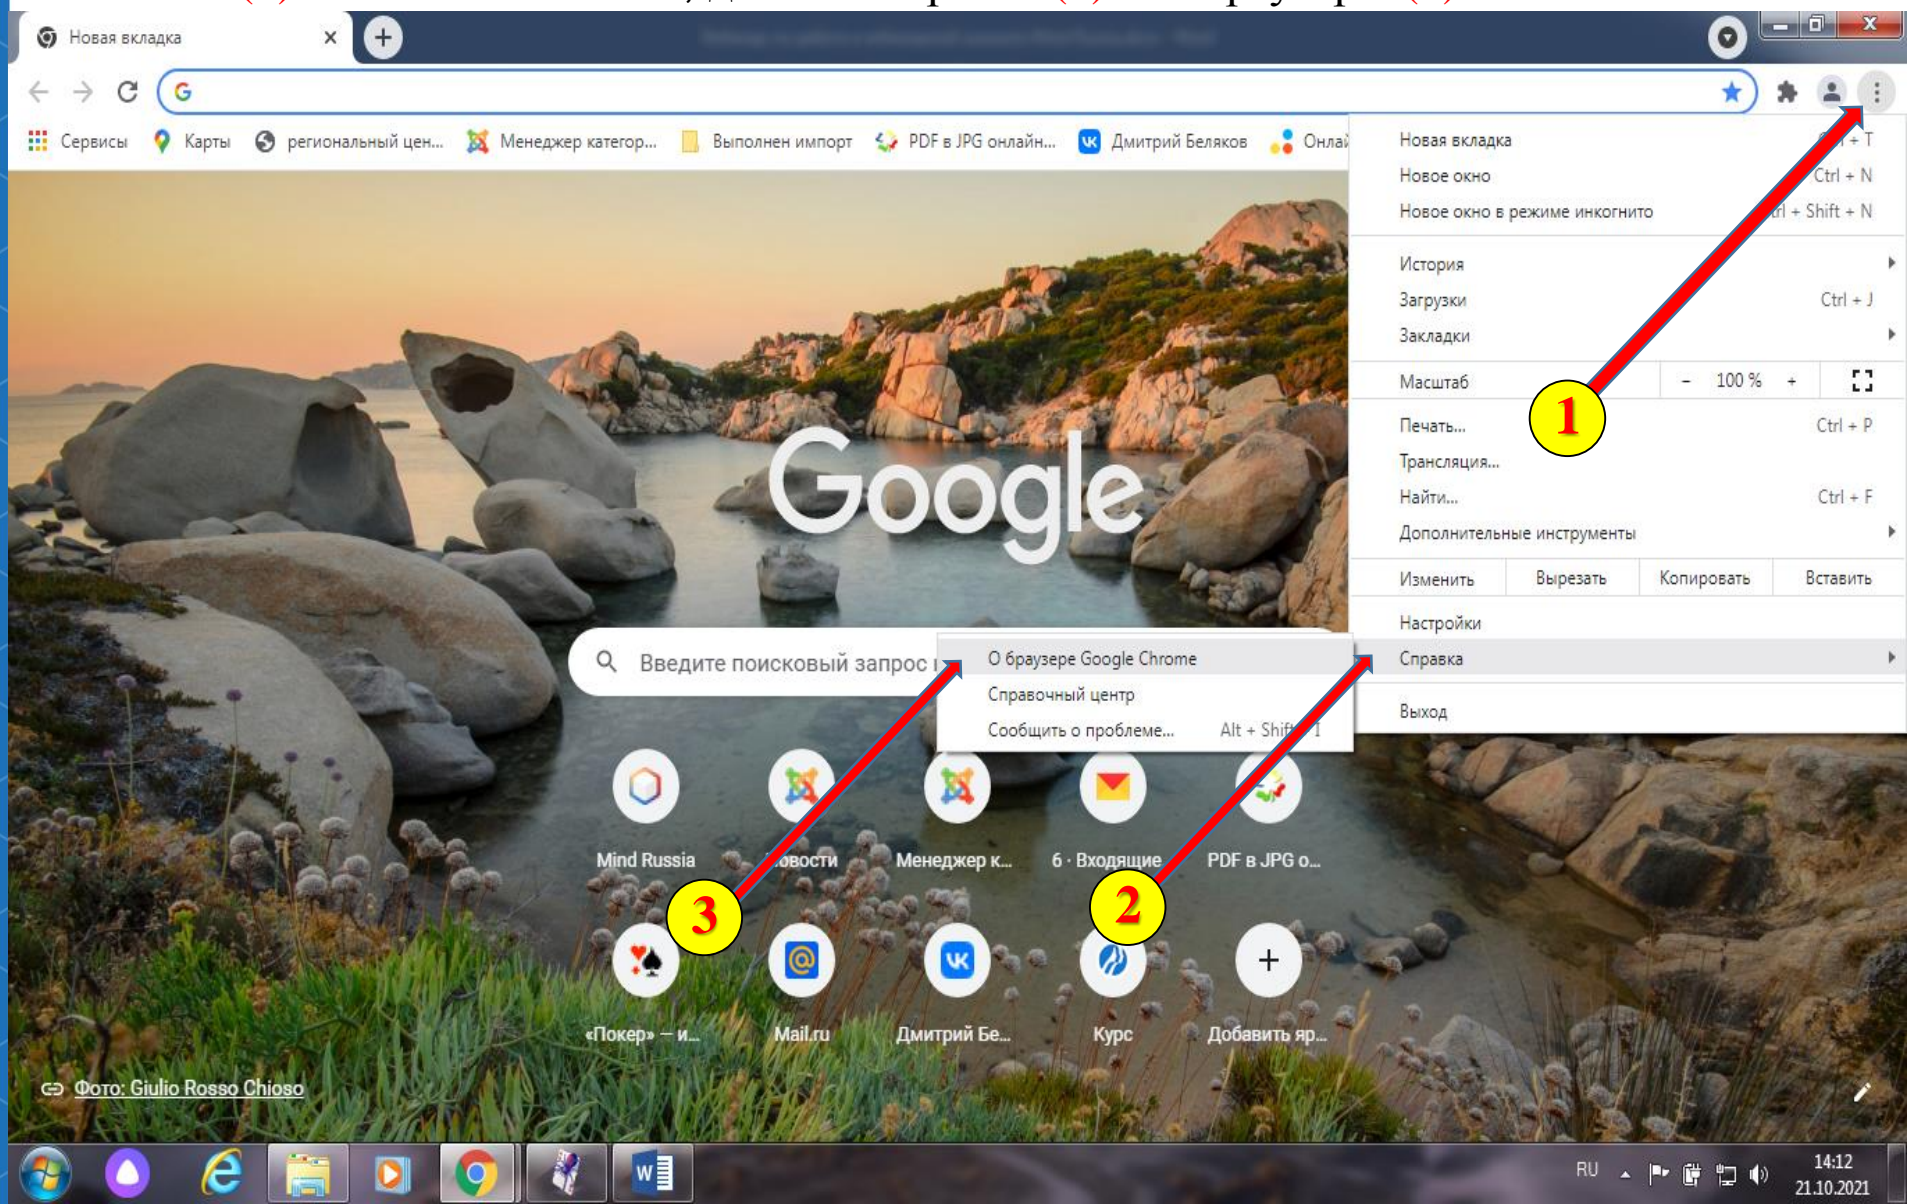 Новая вкладка
Сервисы Карты региональный цен... Менеджер категор... Выполнен импорт PDF в JPG онлайн... Дмитрий Беляков
Новая вкладка + T
Новое окно Ctrl + N
Новое окно в режиме инкогнито + Shift + N
История
Загрузки Ctrl + J
Закладки
Масштаб - 100 % +
1
Печать... Ctrl + P
Трансляция...
Найти... Ctrl + F
Дополнительные инструменты
Изменить Вырезать Копировать Вставить
Настройки
Справка
Выход
Google
Введите поисковый запрос
О браузере Google Chrome
Справочный центр
Сообщить о проблеме... Alt + Shift I
Mind Russia Новости Менеджер к... 6 · Входящие PDF в JPG о...
3 2
«Покер» — и... Mail.ru Дмитрий Бе... Курс Добавить яр...
Фото: Giulio Rosso Chioso
RU 14:12
21.10.2021